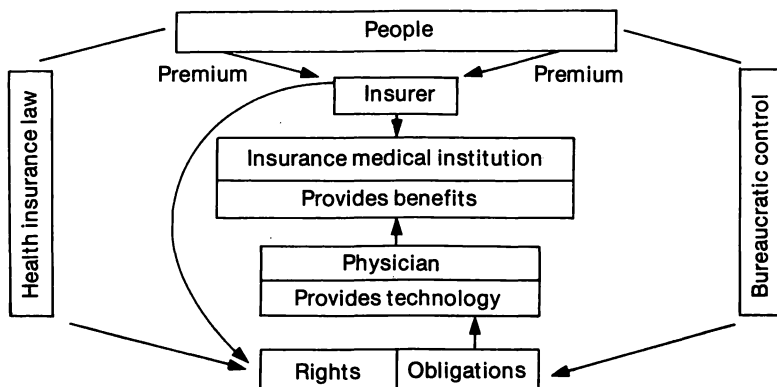 People
Premium
Premium
Insurer
Health insurance law
Bureaucratic control
Insurance medical institution
Provides benefits
Physician
Provides technology
Rights
Obligations